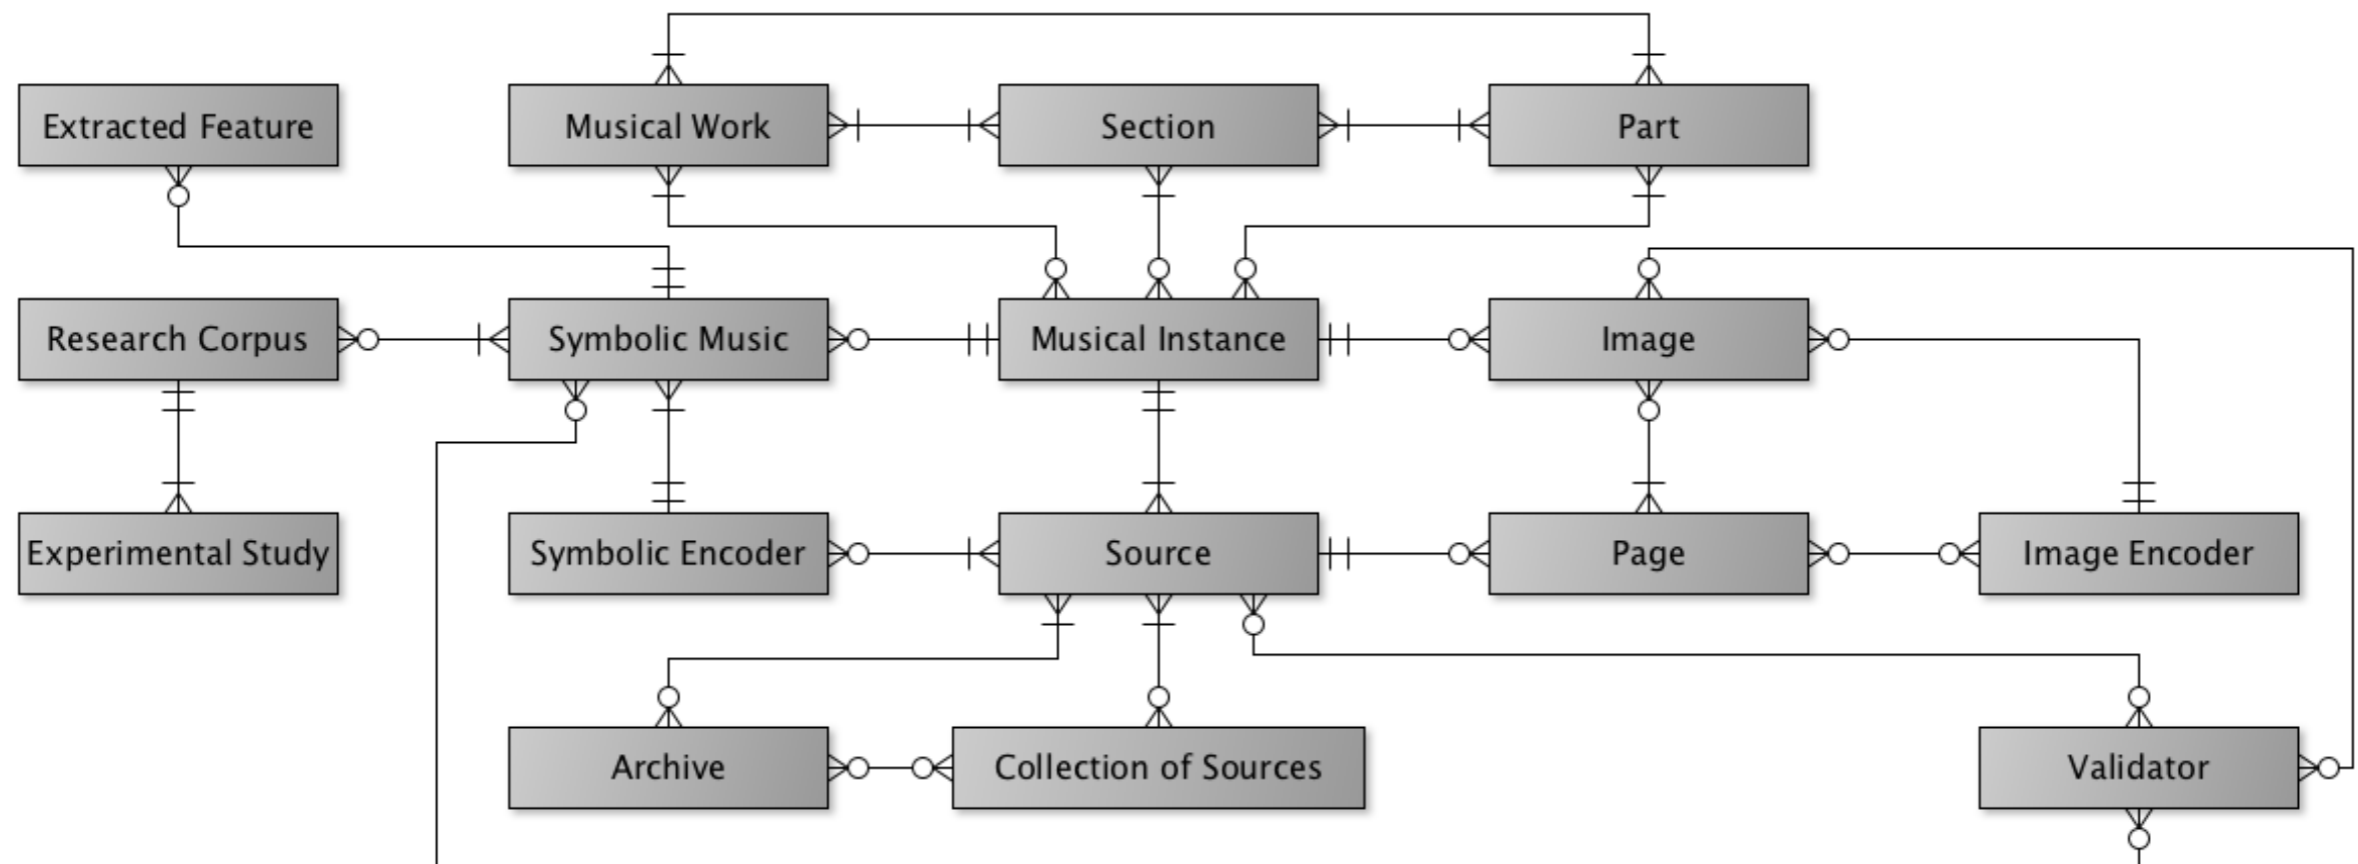 Extracted Feature
Musical Work
Section
Part
Research Corpus
Symbolic Music
Musical Instance
Image
Experimental Study
Symbolic Encoder
Source
Page
Image Encoder
Archive
Collection of Sources
Validator